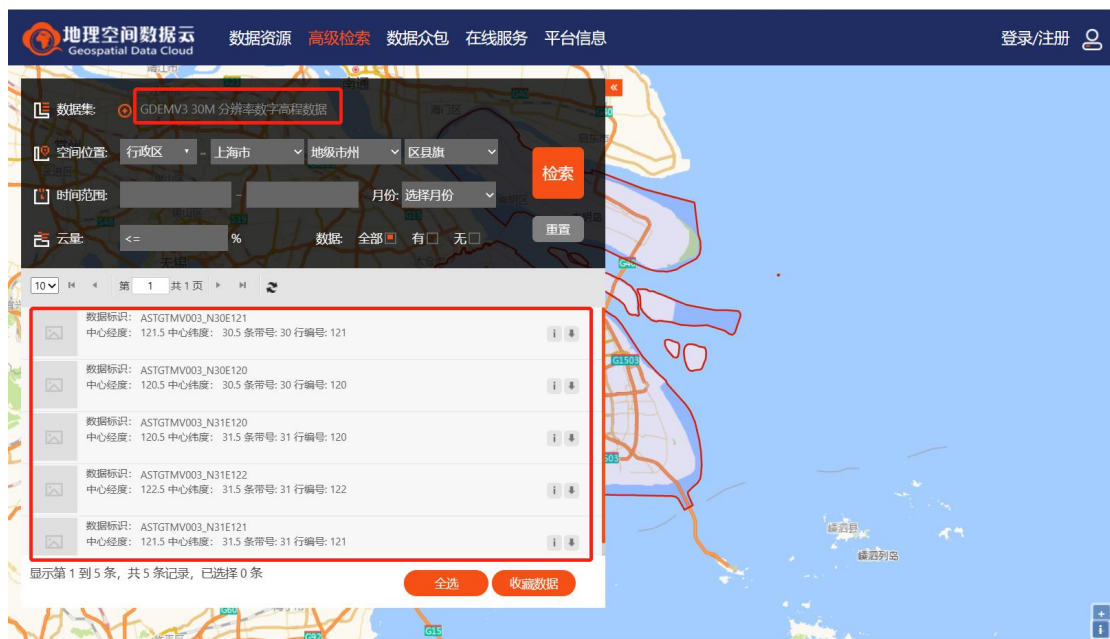 地理空间数据云
Geospatial Data Cloud
数据资源 高级检索 数据众包 在线服务 平台信息
登录/注册
数据集: GDEMV3 30M 分辨率数字高程数据
空间位置: 行政区 - 上海市 地级市州 区县旗
检索
时间范围: - 月份: 选择月份
云量: <= % 数据: 全部 有 无
重置
10 第 1 共 1 页
数据标识: ASTGTMV003_N30E121
中心经度: 121.5 中心纬度: 30.5 条带号: 30 行编号: 121
数据标识: ASTGTMV003_N30E120
中心经度: 120.5 中心纬度: 30.5 条带号: 30 行编号: 120
数据标识: ASTGTMV003_N31E120
中心经度: 120.5 中心纬度: 31.5 条带号: 31 行编号: 120
数据标识: ASTGTMV003_N31E122
中心经度: 122.5 中心纬度: 31.5 条带号: 31 行编号: 122
数据标识: ASTGTMV003_N31E121
中心经度: 121.5 中心纬度: 31.5 条带号: 31 行编号: 121
显示第 1 到 5 条, 共 5 条记录, 已选择 0 条
全选 收藏数据
南通
海门区
G40
G1503
嵊泗县
嵊泗列岛
G60
G92
G15